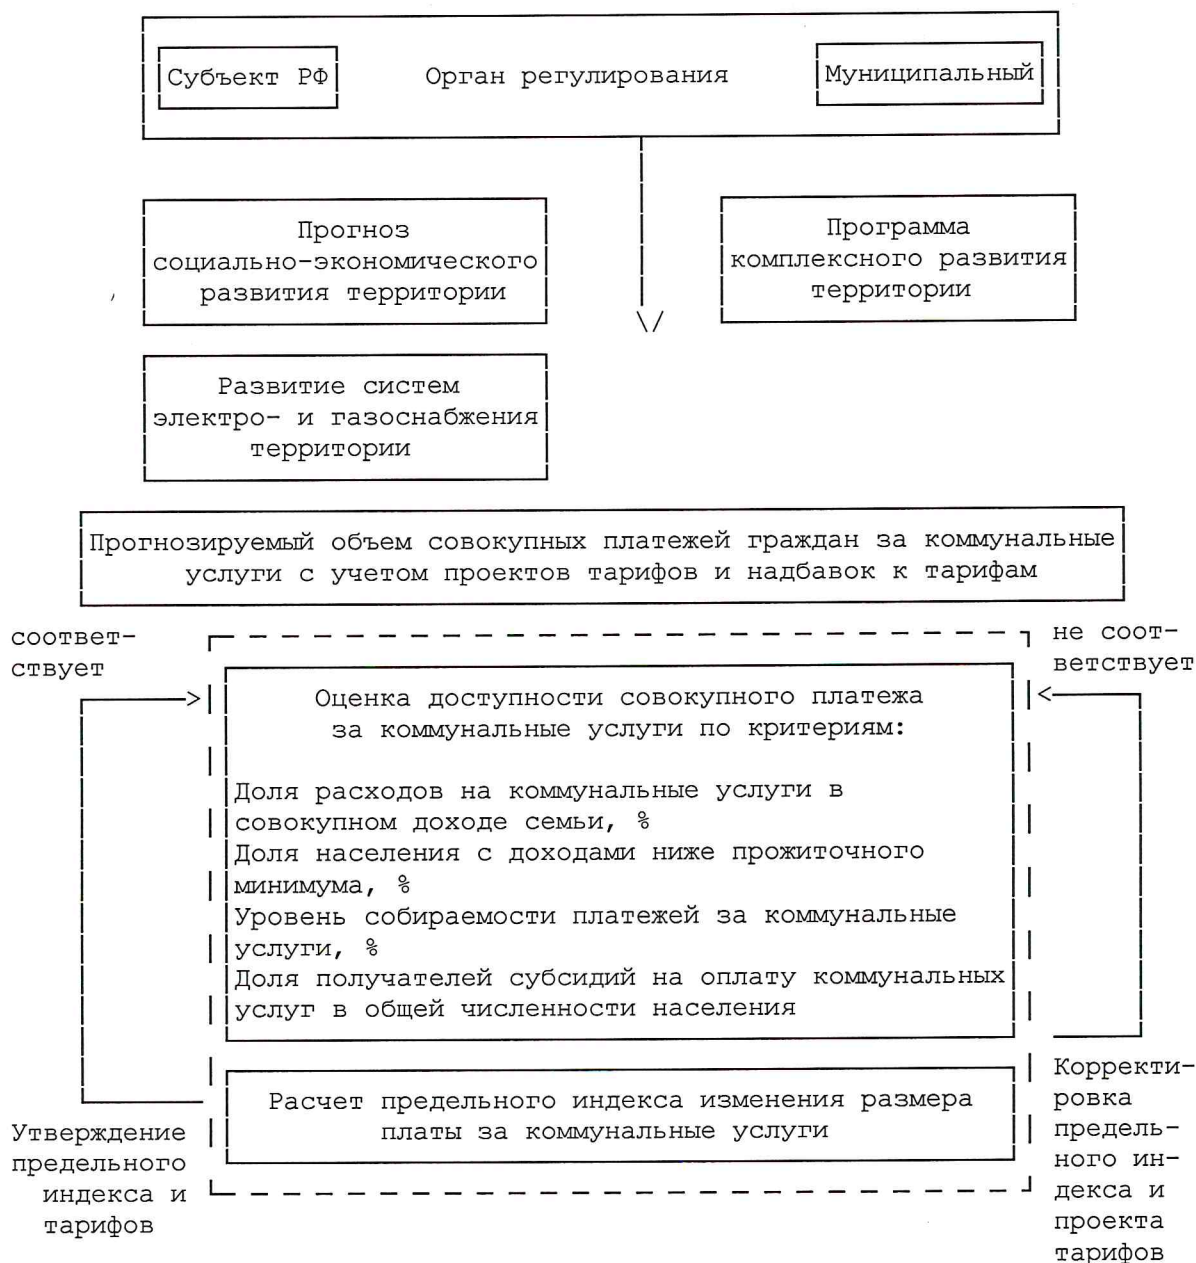 Субъект РФ
Орган регулирования
Муниципальный
Прогноз
социально-экономического
развития территории
Программа
комплексного развития
территории
Развитие систем
электро- и газоснабжения
территории
Прогнозируемый объем совокупных платежей граждан за коммунальные
услуги с учетом проектов тарифов и надбавок к тарифам
соответ-
ствует
не соот-
ветствует
Оценка доступности совокупного платежа
за коммунальные услуги по критериям:
Доля расходов на коммунальные услуги в
совокупном доходе семьи, %
Доля населения с доходами ниже прожиточного
минимума, %
Уровень собираемости платежей за коммунальные
услуги, %
Доля получателей субсидий на оплату коммунальных
услуг в общей численности населения
Расчет предельного индекса изменения размера
платы за коммунальные услуги
Утверждение
предельного
индекса и
тарифов
Корректи-
ровка
предель-
ного ин-
декса и
проекта
тарифов